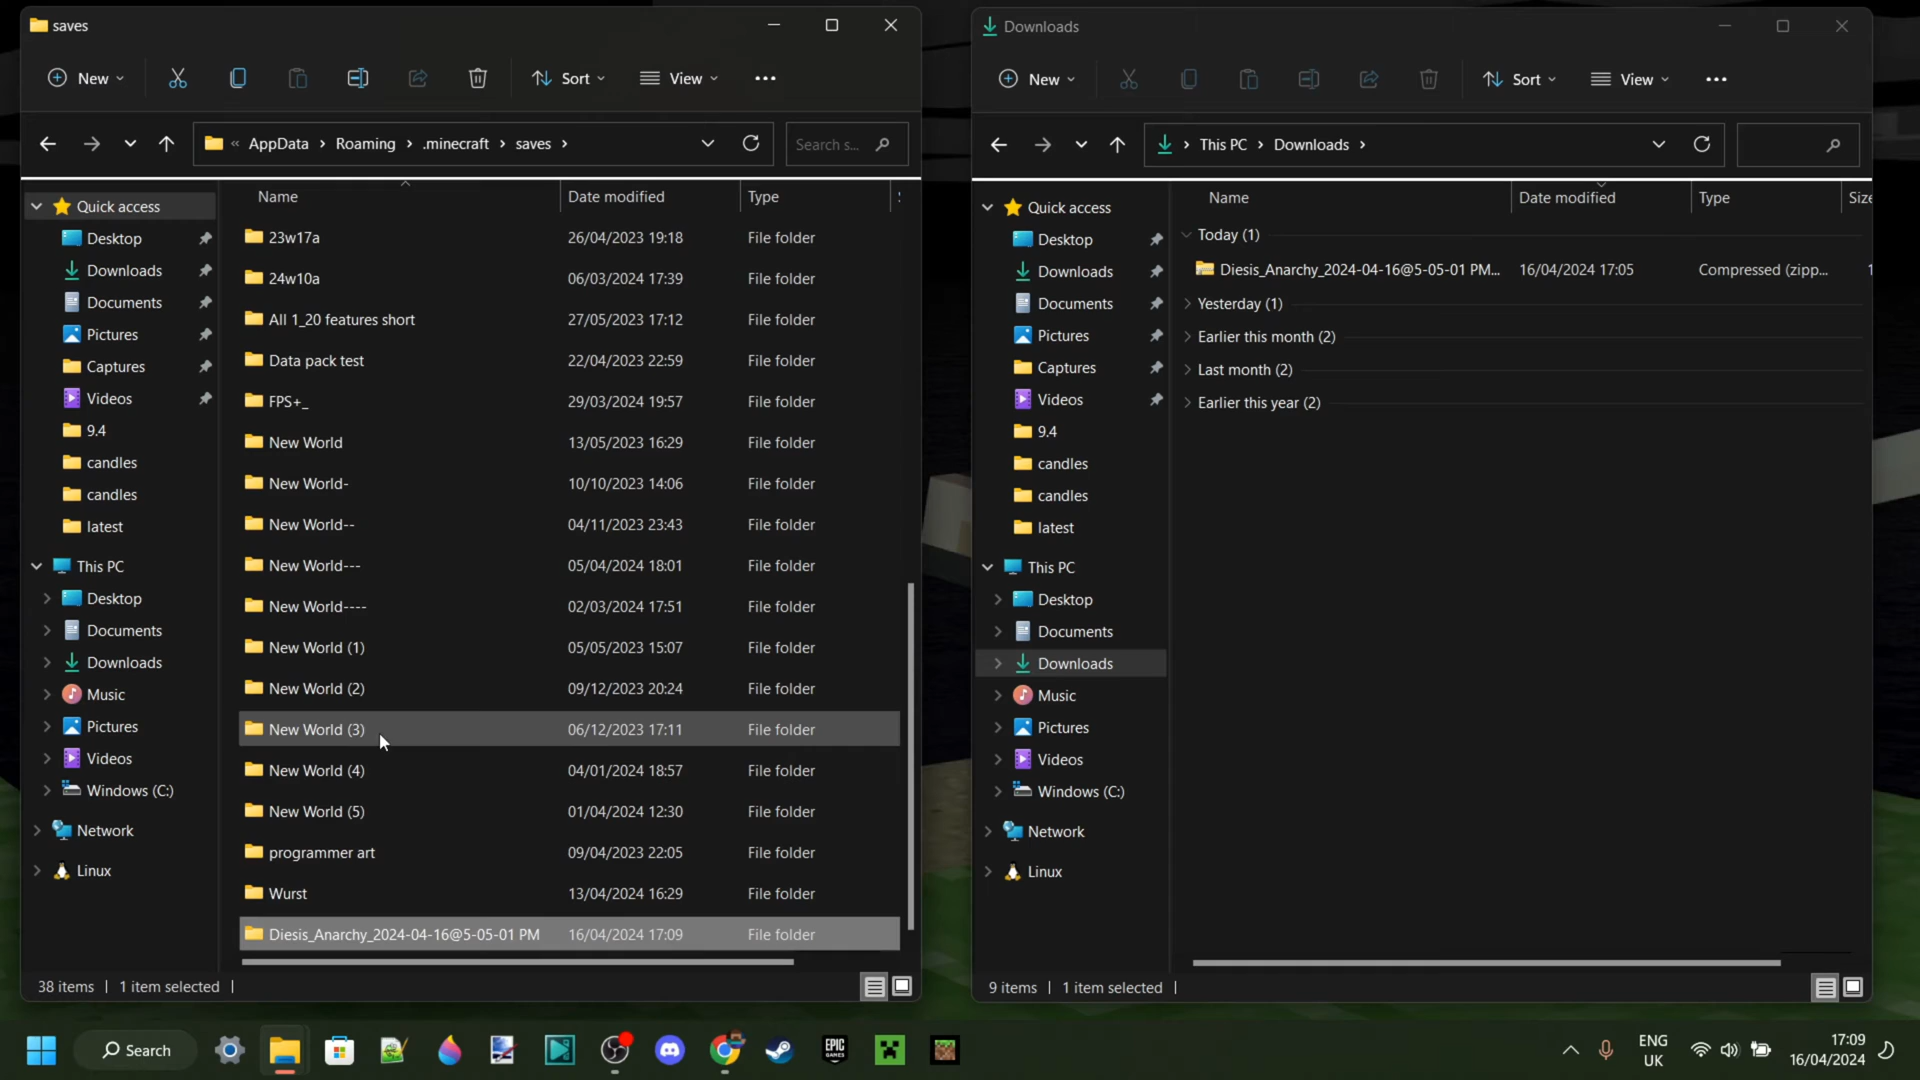 saves
New
Sort
View
AppData
Roaming
.minecraft
saves
Search s...
Name
Date modified
Type
Quick access
Desktop
Downloads
Documents
Pictures
Captures
Videos
9.4
candles
candles
latest
This PC
Desktop
Documents
Downloads
Music
Pictures
Videos
Windows (C:)
Network
Linux
23w17a 26/04/2023 19:18 File folder
24w10a 06/03/2024 17:39 File folder
All 1_20 features short 27/05/2023 17:12 File folder
Data pack test 22/04/2023 22:59 File folder
FPS+_ 29/03/2024 19:57 File folder
New World 13/05/2023 16:29 File folder
New World- 10/10/2023 14:06 File folder
New World-- 04/11/2023 23:43 File folder
New World--- 05/04/2024 18:01 File folder
New World---- 02/03/2024 17:51 File folder
New World (1) 05/05/2023 15:07 File folder
New World (2) 09/12/2023 20:24 File folder
New World (3) 06/12/2023 17:11 File folder
New World (4) 04/01/2024 18:57 File folder
New World (5) 01/04/2024 12:30 File folder
programmer art 09/04/2023 22:05 File folder
Wurst 13/04/2024 16:29 File folder
Diesis_Anarchy_2024-04-16@5-05-01 PM 16/04/2024 17:09 File folder
38 items 1 item selected
Downloads
New
Sort
View
This PC
Downloads
Name
Date modified
Type
Size
Quick access
Desktop
Downloads
Documents
Pictures
Captures
Videos
9.4
candles
candles
latest
This PC
Desktop
Documents
Downloads
Music
Pictures
Videos
Windows (C:)
Network
Linux
Today (1)
Diesis_Anarchy_2024-04-16@5-05-01 PM... 16/04/2024 17:05 Compressed (zipp... 1
Yesterday (1)
Earlier this month (2)
Last month (2)
Earlier this year (2)
9 items 1 item selected
Search
EPIC GAMES
ENG
UK
17:09
16/04/2024